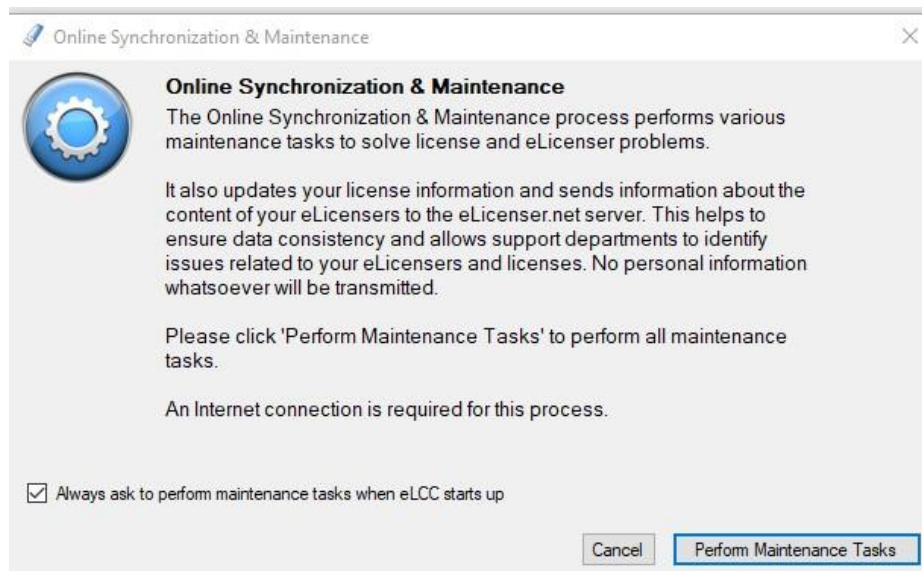 Online Synchronization & Maintenance
Online Synchronization & Maintenance
The Online Synchronization & Maintenance process performs various
maintenance tasks to solve license and eLicenser problems.
It also updates your license information and sends information about the
content of your eLicensers to the eLicenser.net server. This helps to
ensure data consistency and allows support departments to identify
issues related to your eLicensers and licenses. No personal information
whatsoever will be transmitted.
Please click 'Perform Maintenance Tasks' to perform all maintenance
tasks.
An Internet connection is required for this process.
Always ask to perform maintenance tasks when eLCC starts up
Cancel Perform Maintenance Tasks